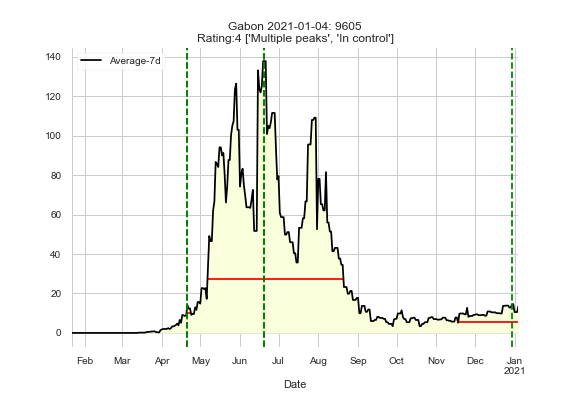 Gabon 2021-01-04: 9605
Rating:4 ['Multiple peaks', 'In control']
Average-7d
140
120
100
80
60
40
20
0
Feb Mar Apr May Jun Jul Aug Sep Oct Nov Dec Jan
2021
Date